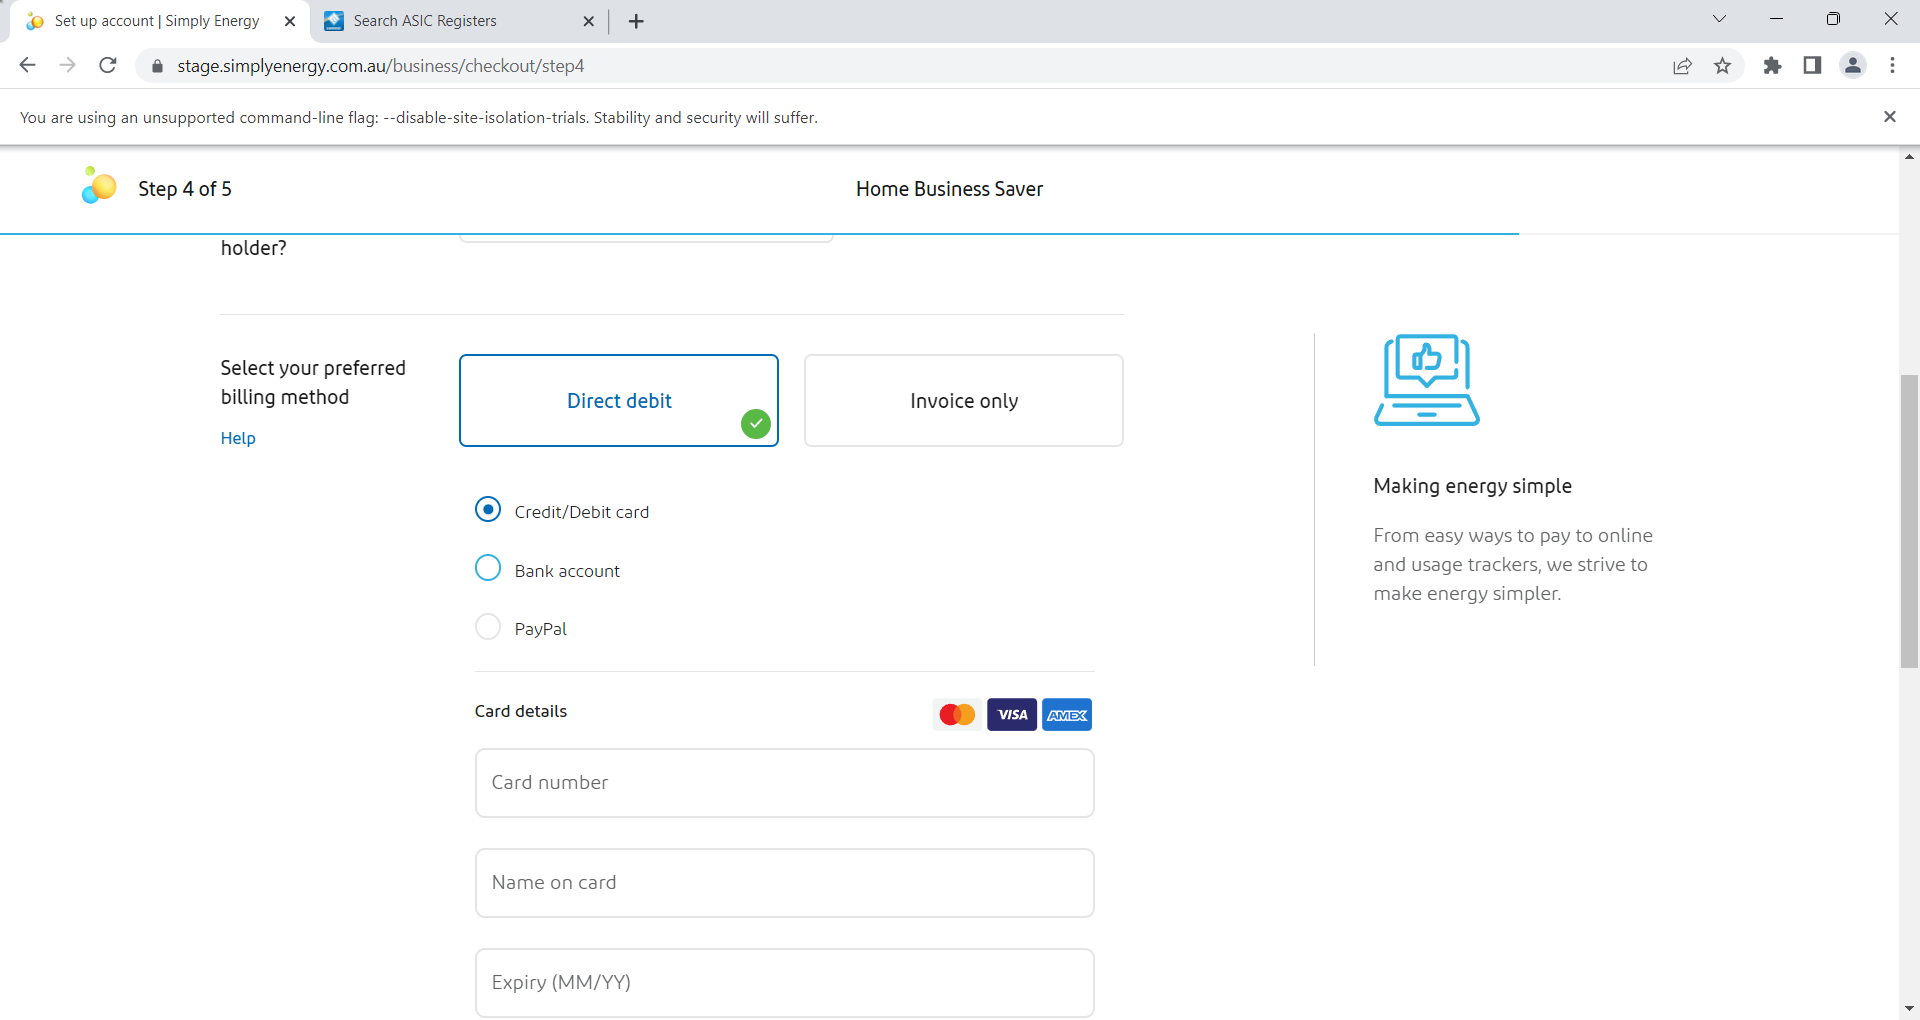 Set up account | Simply Energy
Search ASIC Registers
stage.simplyenergy.com.au/business/checkout/step4
You are using an unsupported command-line flag: --disable-site-isolation-trials. Stability and security will suffer.
Step 4 of 5
Home Business Saver
holder?
Select your preferred
billing method
Help
Direct debit
Invoice only
Credit/Debit card
Bank account
PayPal
Card details
VISA
AMEX
Card number
Name on card
Expiry (MM/YY)
Making energy simple
From easy ways to pay to online
and usage trackers, we strive to
make energy simpler.